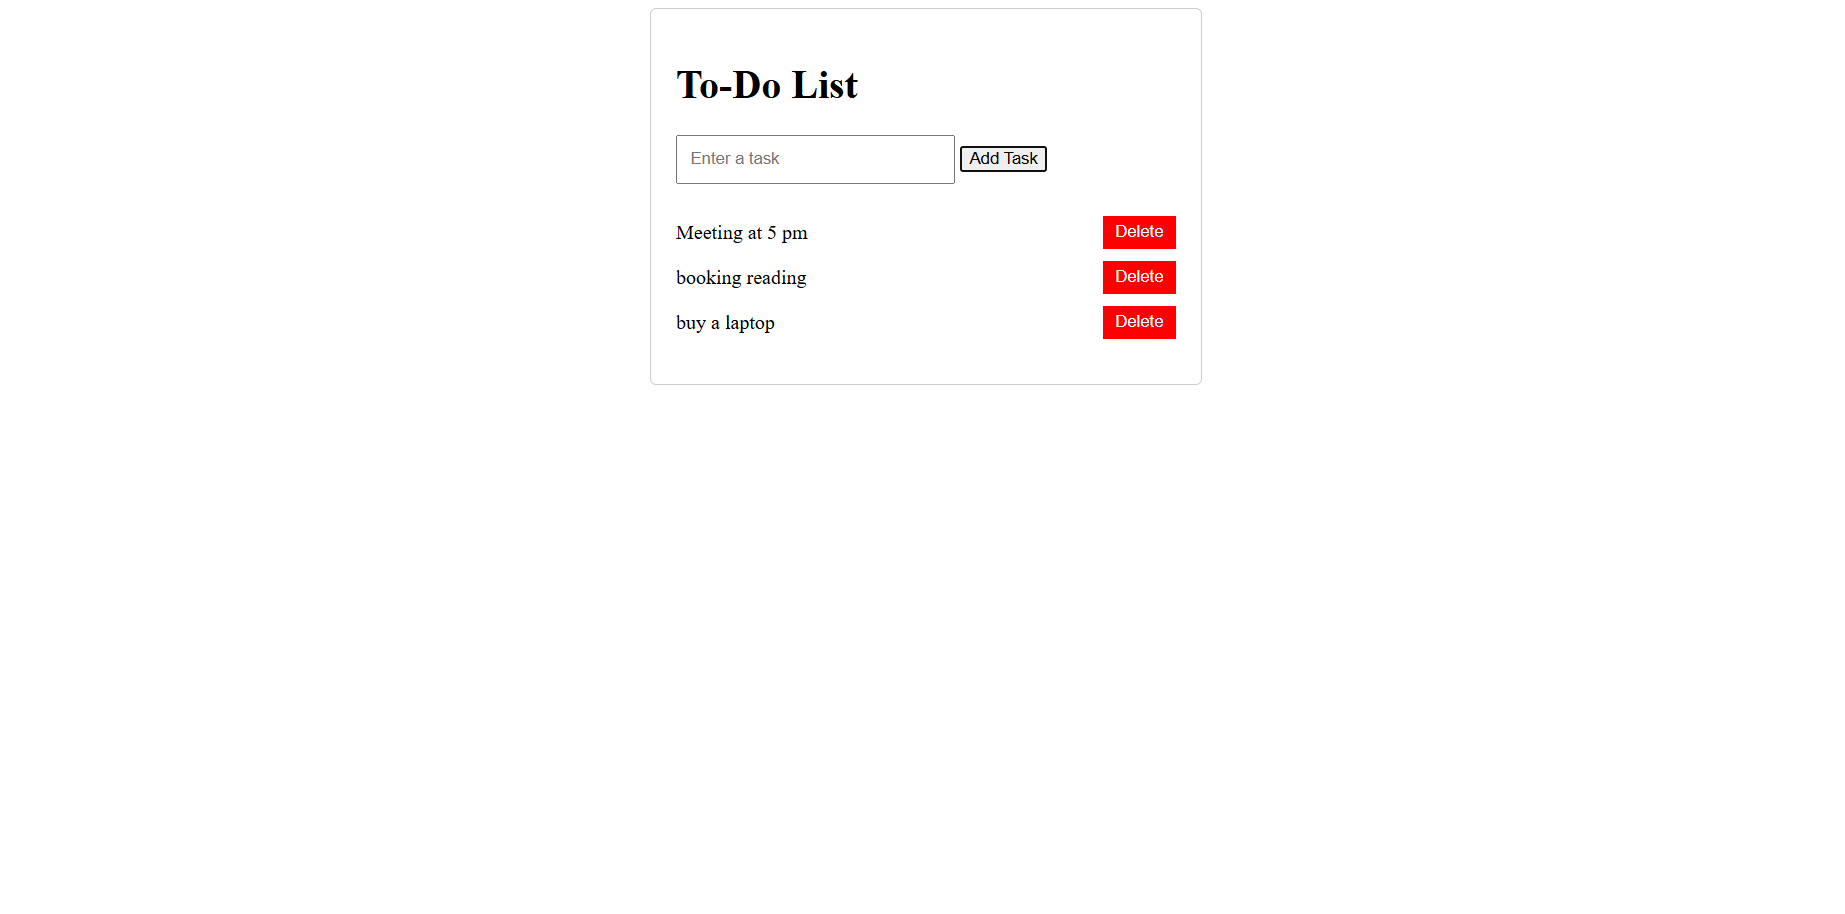 To-Do List
Enter a task Add Task
Meeting at 5 pm Delete
booking reading Delete
buy a laptop Delete